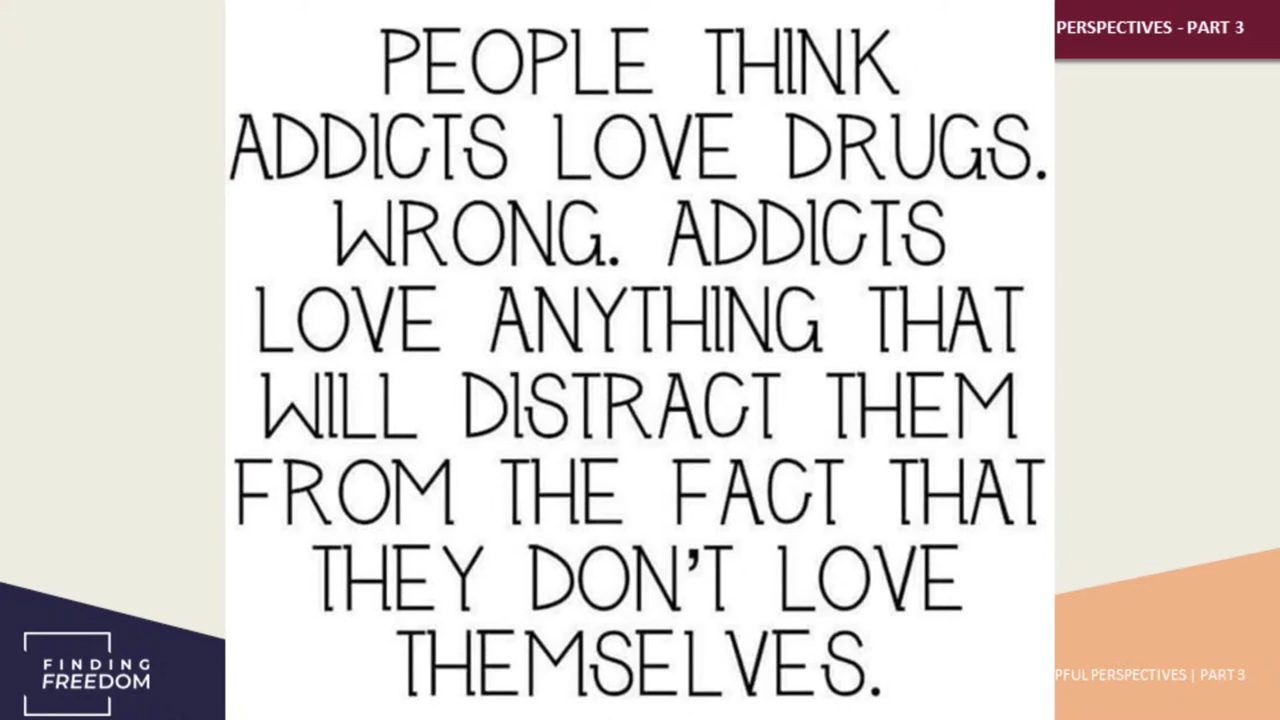 PERSPECTIVES - PART 3
PEOPLE THINK
ADDICTS LOVE DRUGS.
WRONG. ADDICTS
LOVE ANYTHING THAT
WILL DISTRACT THEM
FROM THE FACT THAT
THEY DON'T LOVE
THEMSELVES.
FINDING
FREEDOM
PFUL PERSPECTIVES | PART 3